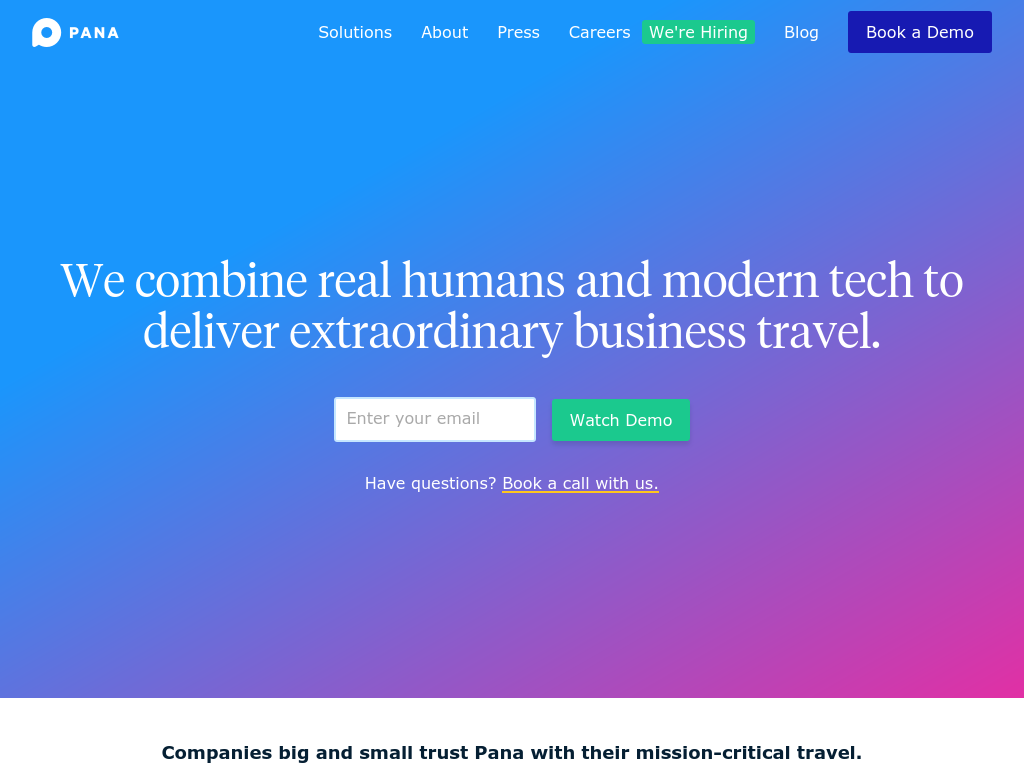 PANA
Solutions About Press Careers We're Hiring Blog Book a Demo
We combine real humans and modern tech to
deliver extraordinary business travel.
Enter your email Watch Demo
Have questions? Book a call with us.
Companies big and small trust Pana with their mission-critical travel.